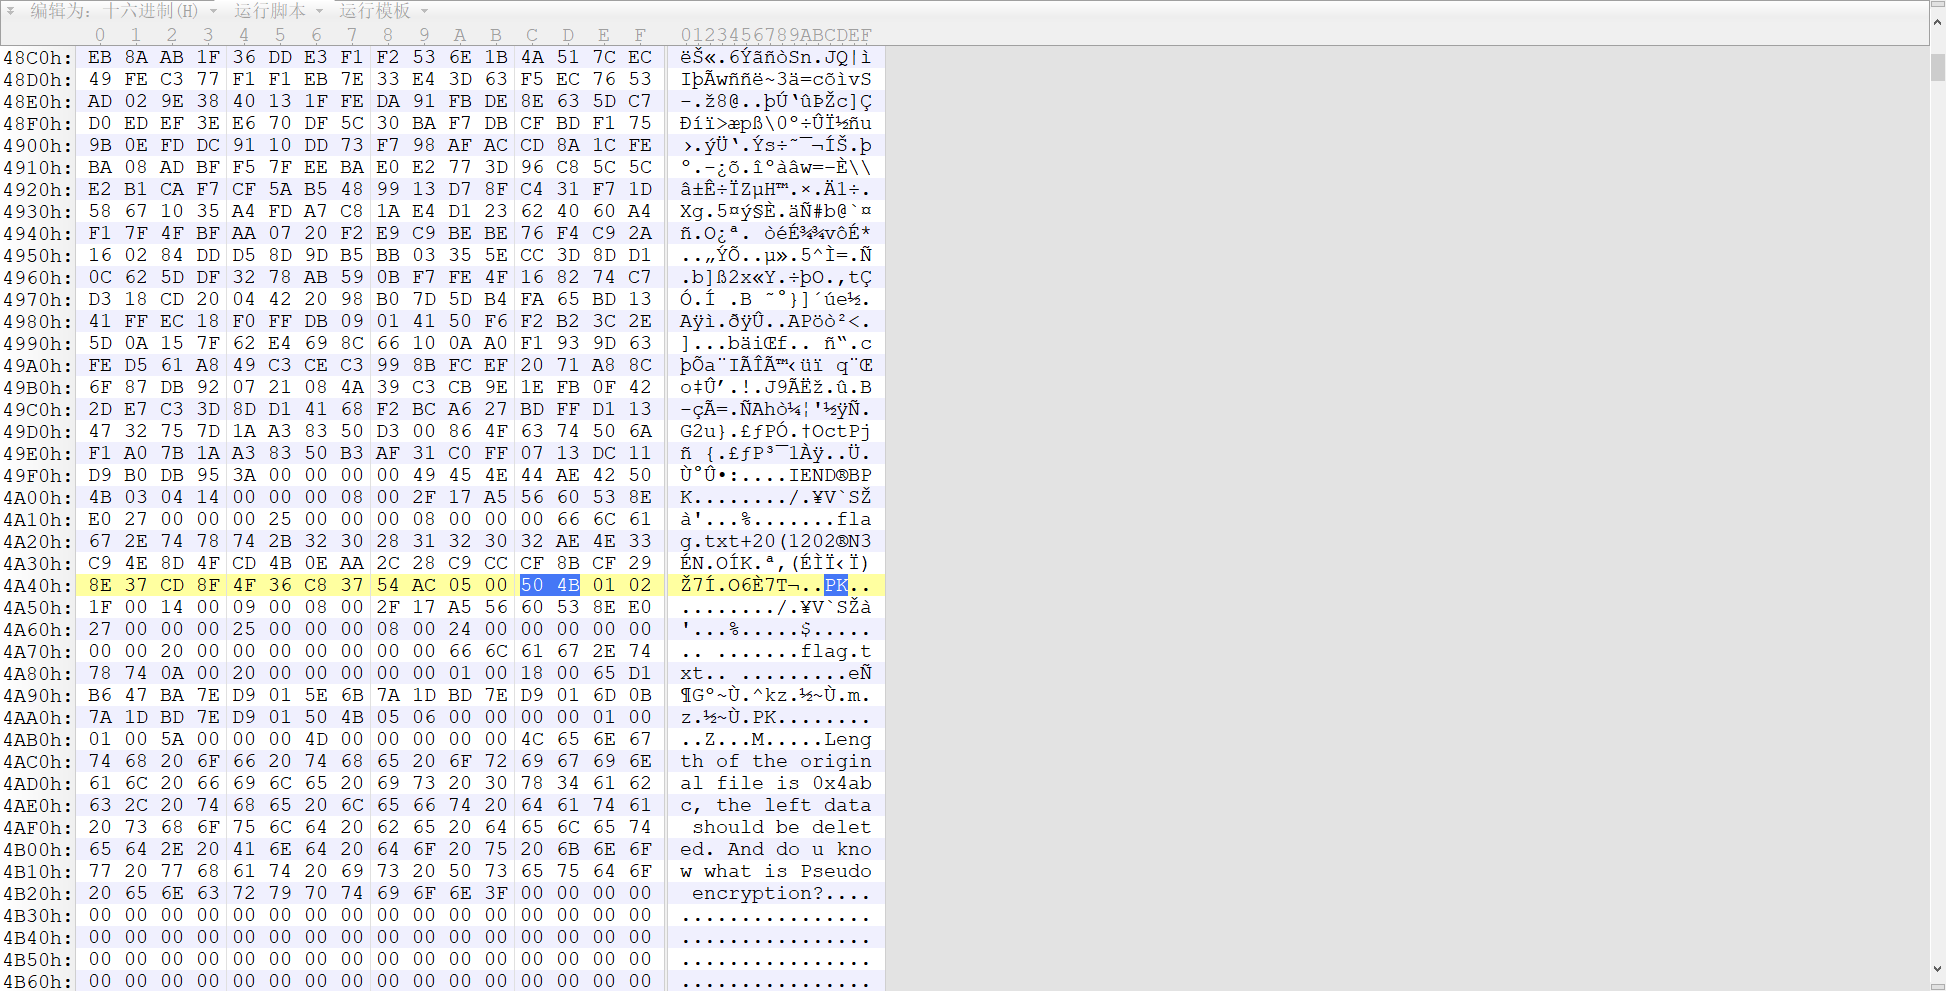 编辑为: 十六进制(H) 运行脚本 运行模板
0 1 2 3 4 5 6 7 8 9 A B C D E F 0123456789ABCDEF
48C0h: EB 8A AB 1F 36 DD E3 F1 F2 53 6E 1B 4A 51 7C EC ëŠ«.6ÝãñòSn.JQ|ì
48D0h: 49 FE C3 77 F1 F1 EB 7E 33 E4 3D 63 F5 EC 76 53 IþÃwññë~3ä=cõìvS
48E0h: AD 02 9E 38 40 13 1F FE DA 91 FB DE 8E 63 5D C7 -.ž8@..þÚ‘ûÞŽc]Ç
48F0h: D0 ED EF 3E E6 70 DF 5C 30 BA F7 DB CF BD F1 75 Ðíï>æpß\0º÷ÛÏ½ñu
4900h: 9B 0E FD DC 91 10 DD 73 F7 98 AF AC CD 8A 1C FE ›.ýÜ‘.Ýs÷˜¯¬ÍŠ.þ
4910h: BA 08 AD BF F5 7F EE BA E0 E2 77 3D 96 C8 5C 5C º.-¿õ.îºàâw=–È\\
4920h: E2 B1 CA F7 CF 5A B5 48 99 13 D7 8F C4 31 F7 1D â±Ê÷ÏZµH™.×.Ä1÷.
4930h: 58 67 10 35 A4 FD A7 C8 1A E4 D1 23 62 40 60 A4 Xg.5¤ý§È.äÑ#b@`¤
4940h: F1 7F 4F BF AA 07 20 F2 E9 C9 BE BE 76 F4 C9 2A ñ.O¿ª. òéÉ¾¾vôÉ*
4950h: 16 02 84 DD D5 8D 9D B5 BB 03 35 5E CC 3D 8D D1 ..„ÝÕ..µ».5^Ì=.Ñ
4960h: 0C 62 5D DF 32 78 AB 59 0B F7 FE 4F 16 82 74 C7 .b]ß2x«Y.÷þO.‚tÇ
4970h: D3 18 CD 20 04 42 20 98 B0 7D 5D B4 FA 65 BD 13 Ó.Í .B ˜°}]´úe½.
4980h: 41 FF EC 18 F0 FF DB 09 01 41 50 F6 F2 B2 3C 2E Aÿì.ðÿÛ..APöò²<.
4990h: 5D 0A 15 7F 62 E4 69 8C 66 10 0A A0 F1 93 9D 63 ]...bäiŒf.. ñ“.c
49A0h: FE D5 61 A8 49 C3 CE C3 99 8B FC EF 20 71 A8 8C þÕa¨IÃÎÃ™‹üï q¨Œ
49B0h: 6F 87 DB 92 07 21 08 4A 39 C3 CB 9E 1E FB 0F 42 o‡Û’.!.J9ÃËž.û.B
49C0h: 2D E7 C3 3D 8D D1 41 68 F2 BC A6 27 BD FF D1 13 -çÃ=.ÑAhò¼¦'½ÿÑ.
49D0h: 47 32 75 7D 1A A3 83 50 D3 00 86 4F 63 74 50 6A G2u}.£ƒPÓ.†OctPj
49E0h: F1 A0 7B 1A A3 83 50 B3 AF 31 C0 FF 07 13 DC 11 ñ {.£ƒP³¯1Àÿ..Ü.
49F0h: D9 B0 DB 95 3A 00 00 00 00 49 45 4E 44 AE 42 50 Ù°Û•:....IEND®BP
4A00h: 4B 03 04 14 00 00 00 08 00 2F 17 A5 56 60 53 8E K......../.¥V`SŽ
4A10h: E0 27 00 00 00 25 00 00 00 08 00 00 00 66 6C 61 à'...%.......fla
4A20h: 67 2E 74 78 74 2B 32 30 28 31 32 30 32 AE 4E 33 g.txt+20(1202®N3
4A30h: C9 4E 8D 4F CD 4B 0E AA 2C 28 C9 CC CF 8B CF 29 ÉN.OÍK.ª,(ÉÌÏ‹Ï)
4A40h: 8E 37 CD 8F 4F 36 C8 37 54 AC 05 00 50 4B 01 02 Ž7Í.O6È7T¬..PK..
4A50h: 1F 00 14 00 09 00 08 00 2F 17 A5 56 60 53 8E E0 ......../.¥V`SŽà
4A60h: 27 00 00 00 25 00 00 00 08 00 24 00 00 00 00 00 '...%.....$.....
4A70h: 00 00 20 00 00 00 00 00 00 00 66 6C 61 67 2E 74 .. .......flag.t
4A80h: 78 74 0A 00 20 00 00 00 00 00 01 00 18 00 65 D1 xt.. .........eÑ
4A90h: B6 47 BA 7E D9 01 5E 6B 7A 1D BD 7E D9 01 6D 0B ¶Gº~Ù.^kz.½~Ù.m.
4AA0h: 7A 1D BD 7E D9 01 50 4B 05 06 00 00 00 00 01 00 z.½~Ù.PK........
4AB0h: 01 00 5A 00 00 00 4D 00 00 00 00 00 4C 65 6E 67 ..Z...M.....Leng
4AC0h: 74 68 20 6F 66 20 74 68 65 20 6F 72 69 67 69 6E th of the origin
4AD0h: 61 6C 20 66 69 6C 65 20 69 73 20 30 78 34 61 62 al file is 0x4ab
4AE0h: 63 2C 20 74 68 65 20 6C 65 66 74 20 64 61 74 61 c, the left data
4AF0h: 20 73 68 6F 75 6C 64 20 62 65 20 64 65 6C 65 74 should be delet
4B00h: 65 64 2E 20 41 6E 64 20 64 6F 20 75 20 6B 6E 6F ed. And do u kno
4B10h: 77 20 77 68 61 74 20 69 73 20 50 73 65 75 64 6F w what is Pseudo
4B20h: 20 65 6E 63 72 79 70 74 69 6F 6E 3F 00 00 00 00 encryption?....
4B30h: 00 00 00 00 00 00 00 00 00 00 00 00 00 00 00 00 ................
4B40h: 00 00 00 00 00 00 00 00 00 00 00 00 00 00 00 00 ................
4B50h: 00 00 00 00 00 00 00 00 00 00 00 00 00 00 00 00 ................
4B60h: 00 00 00 00 00 00 00 00 00 00 00 00 00 00 00 00 ................